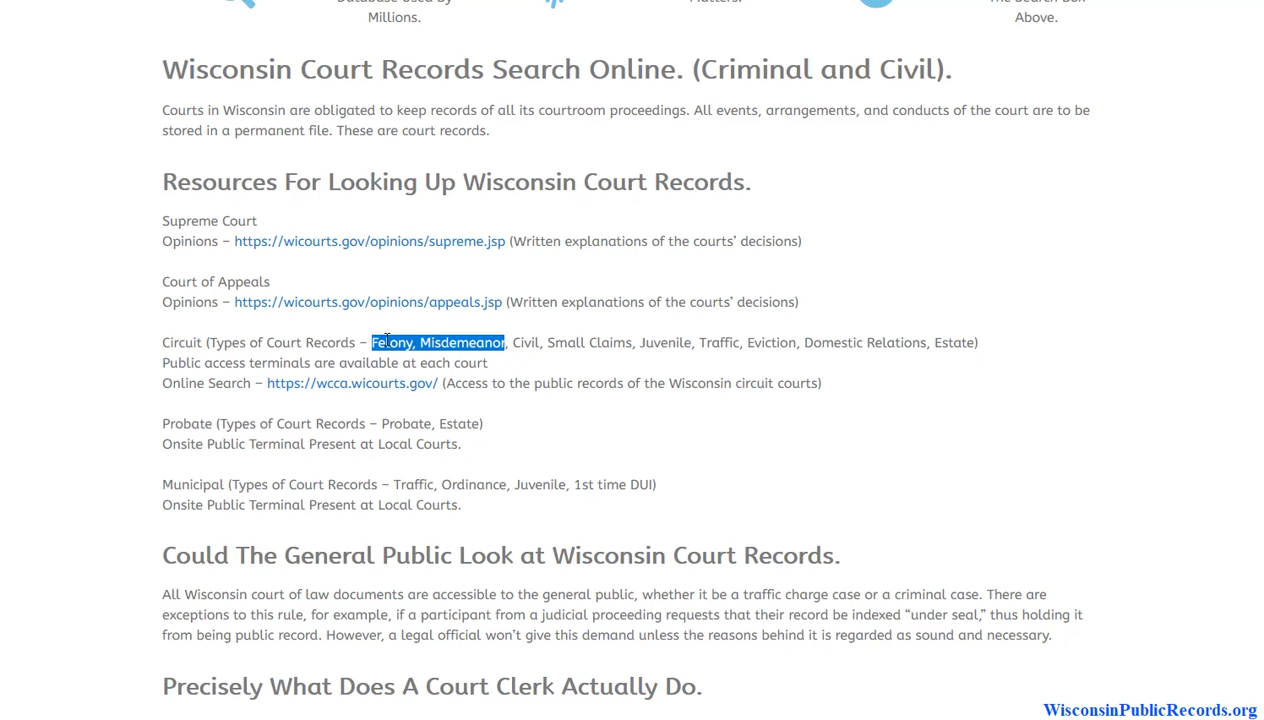 Database Used By
Millions.
Matters.
The Search Box
Above.
Wisconsin Court Records Search Online. (Criminal and Civil).
Courts in Wisconsin are obligated to keep records of all its courtroom proceedings. All events, arrangements, and conducts of the court are to be
stored in a permanent file. These are court records.
Resources For Looking Up Wisconsin Court Records.
Supreme Court
Opinions – https://wicourts.gov/opinions/supreme.jsp (Written explanations of the courts’ decisions)
Court of Appeals
Opinions – https://wicourts.gov/opinions/appeals.jsp (Written explanations of the courts’ decisions)
Circuit (Types of Court Records – Felony, Misdemeanor, Civil, Small Claims, Juvenile, Traffic, Eviction, Domestic Relations, Estate)
Public access terminals are available at each court
Online Search – https://wcca.wicourts.gov/ (Access to the public records of the Wisconsin circuit courts)
Probate (Types of Court Records – Probate, Estate)
Onsite Public Terminal Present at Local Courts.
Municipal (Types of Court Records – Traffic, Ordinance, Juvenile, 1st time DUI)
Onsite Public Terminal Present at Local Courts.
Could The General Public Look at Wisconsin Court Records.
All Wisconsin court of law documents are accessible to the general public, whether it be a traffic charge case or a criminal case. There are
exceptions to this rule, for example, if a participant from a judicial proceeding requests that their record be indexed “under seal,” thus holding it
from being public record. However, a legal official won’t give this demand unless the reasons behind it is regarded as sound and necessary.
Precisely What Does A Court Clerk Actually Do.
WisconsinPublicRecords.org